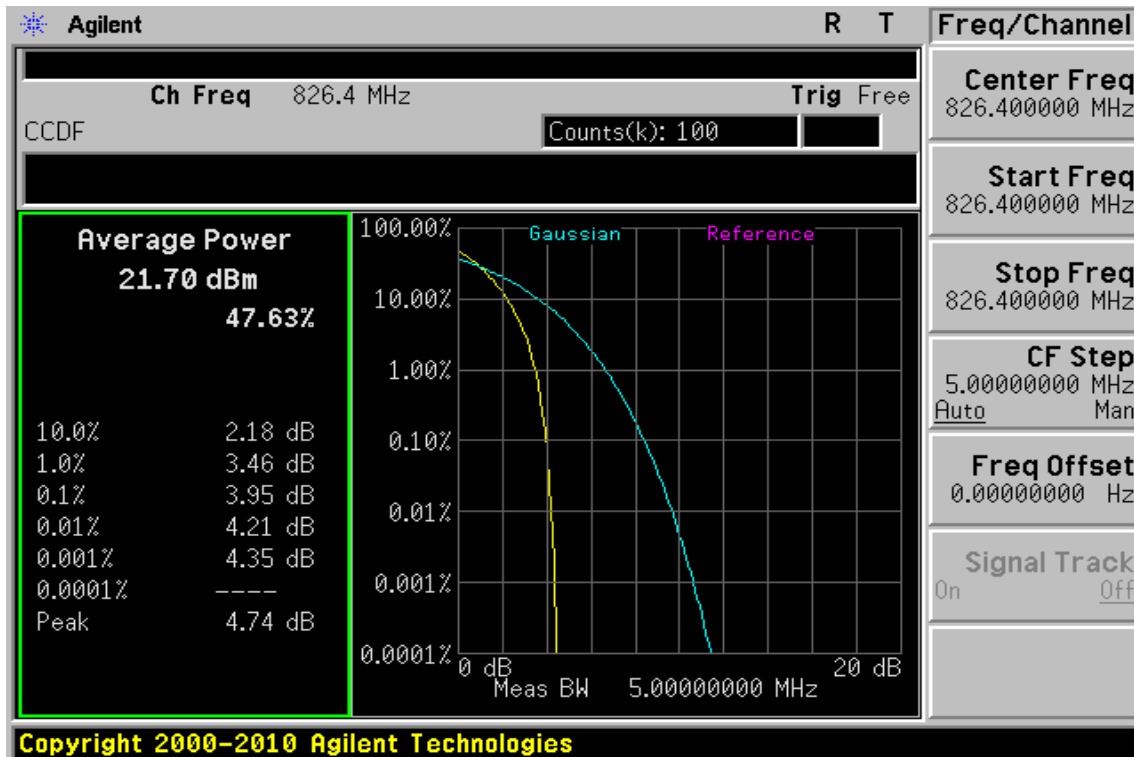 Agilent
R T
Freq/Channel
Ch Freq 826.4 MHz
Trig Free
CCDF
Counts(k): 100
Average Power
21.70 dBm
47.63%
10.0% 2.18 dB
1.0% 3.46 dB
0.1% 3.95 dB
0.01% 4.21 dB
0.001% 4.35 dB
0.0001% ----
Peak 4.74 dB
Gaussian
Reference
100.00%
10.00%
1.00%
0.10%
0.01%
0.001%
0.0001%
0 dB
20 dB
Meas BW 5.00000000 MHz
Center Freq
826.400000 MHz
Start Freq
826.400000 MHz
Stop Freq
826.400000 MHz
CF Step
5.00000000 MHz
Auto Man
Freq Offset
0.00000000 Hz
Signal Track
On Off
Copyright 2000-2010 Agilent Technologies